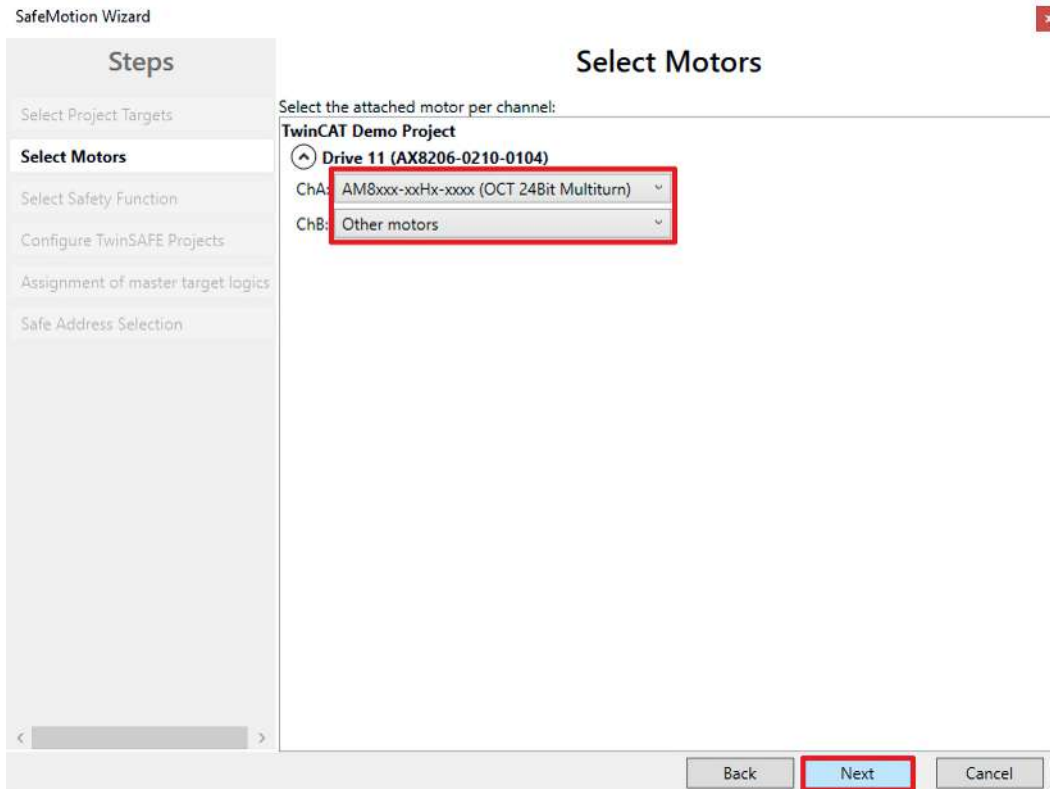 SafeMotion Wizard
Steps
Select Project Targets
Select Motors
Select Safety Function
Configure TwinSAFE Projects
Assignment of master target logics
Safe Address Selection
Select Motors
Select the attached motor per channel:
TwinCAT Demo Project
Drive 11 (AX8206-0210-0104)
ChA: AM8xxx-xxHx-xxxx (OCT 24Bit Multiturn)
ChB: Other motors
Back Next Cancel